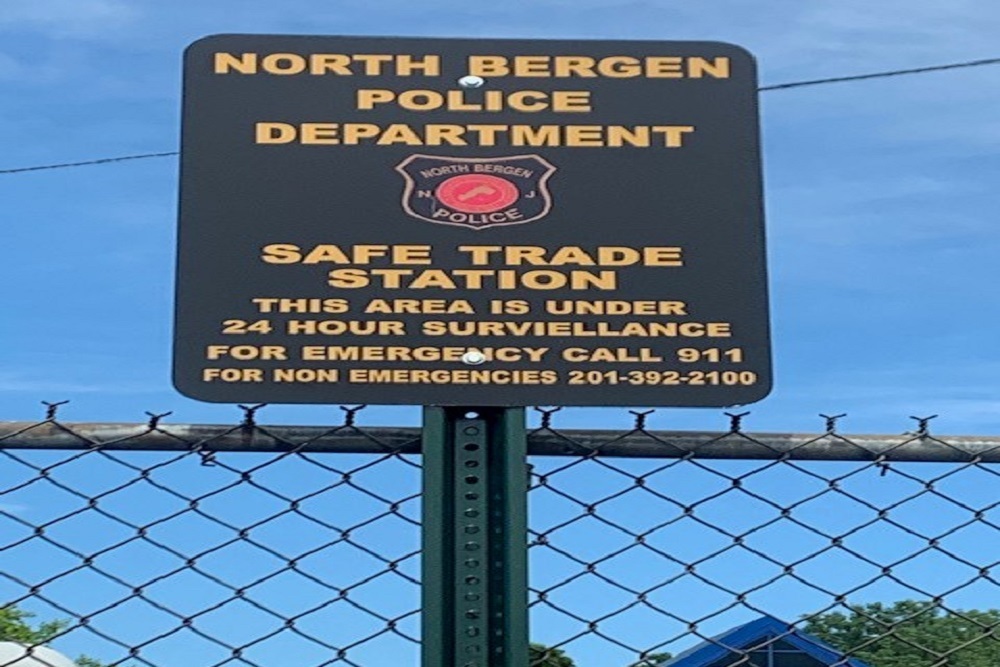 NORTH BERGEN
POLICE
DEPARTMENT
NORTH BERGEN
N J
POLICE
SAFE TRADE
STATION
THIS AREA IS UNDER
24 HOUR SURVIELLANCE
FOR EMERGENCY CALL 911
FOR NON EMERGENCIES 201-392-2100